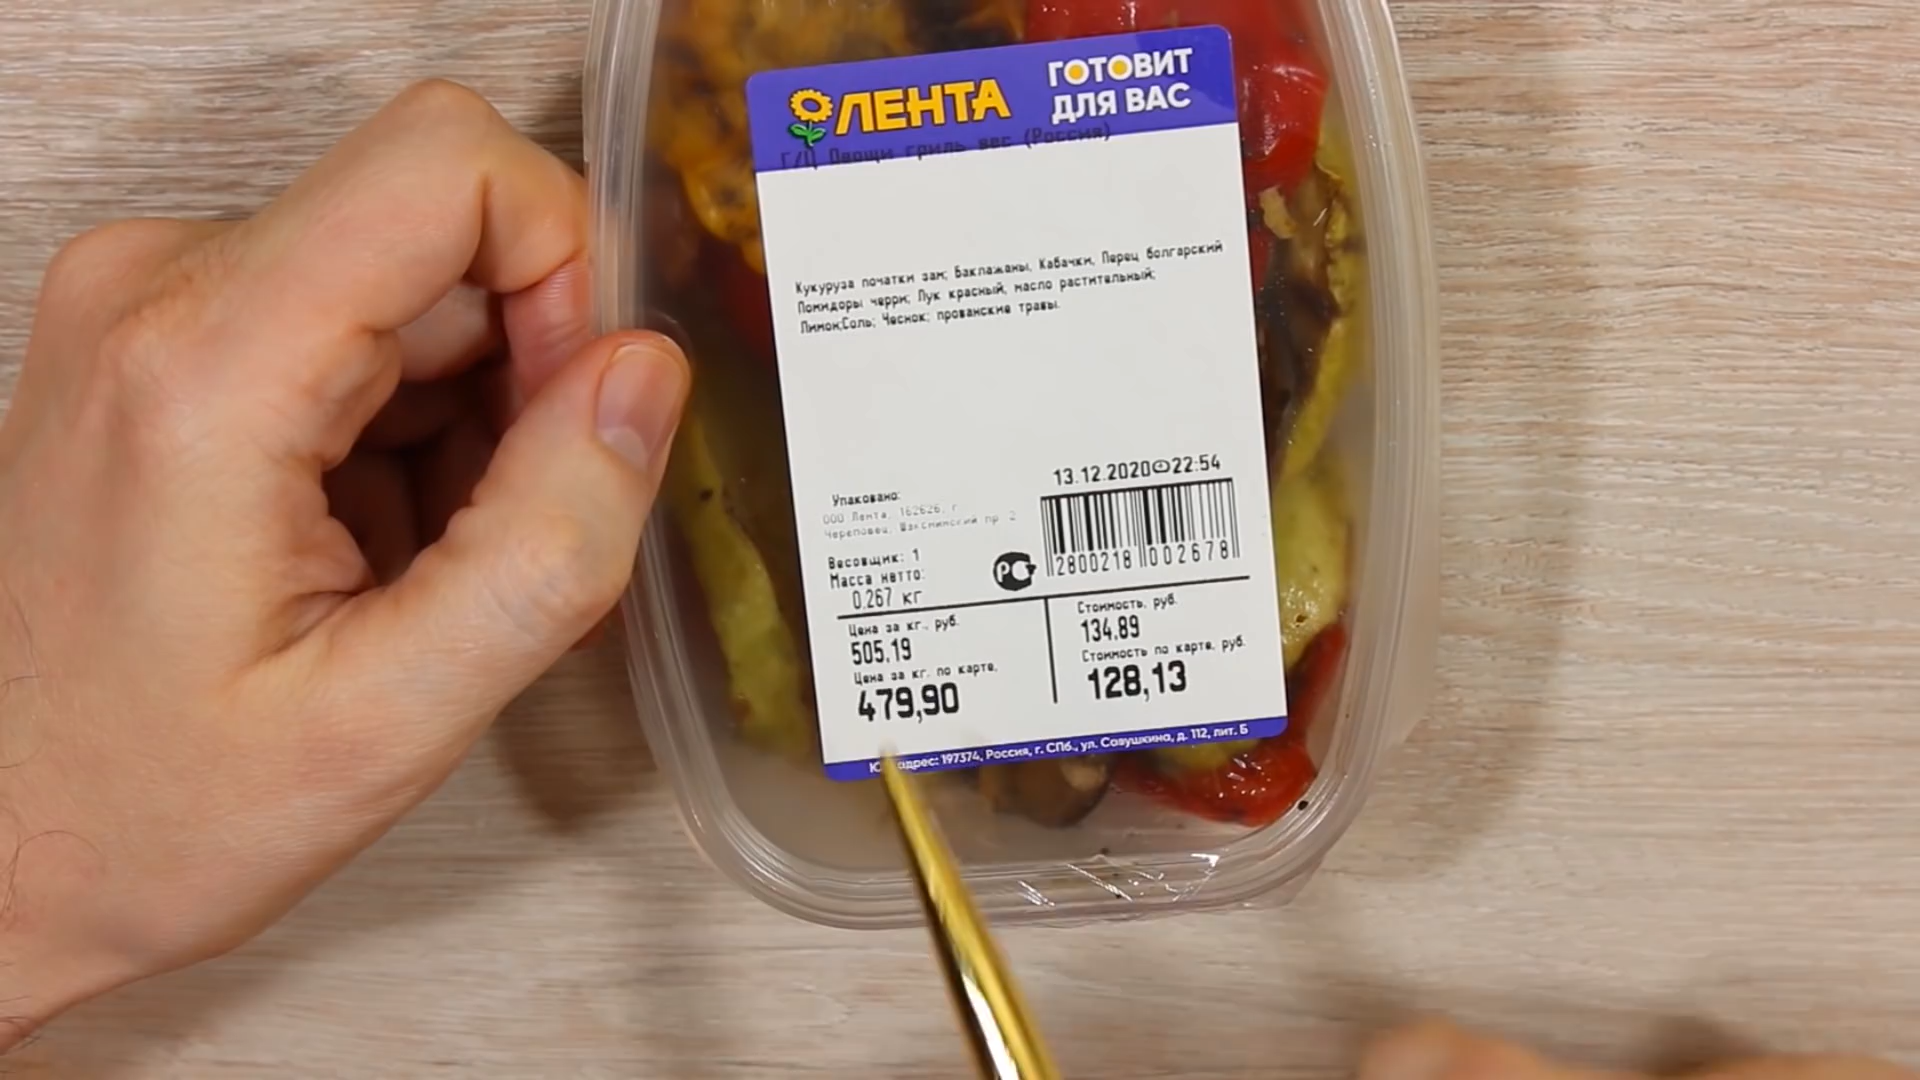 ЛЕНТА
ГОТОВИТ
ДЛЯ ВАС
Г/Ц Овощи гриль вес (Россия)
Кукуруза початки зам; Баклажаны, Кабачки, Перец болгарский
Помидоры черри; Лук красный, масло растительный;
Лимон;Соль; Чеснок; прованские травы.
13.12.2020 22:54
Упаковано:
ООО Лента, 162626, г
Череповец, Шекснинский пр 2
Весовщик: 1
Масса нетто:
0.267 кг
РСТ
2800218 002678
Цена за кг., руб.
505.19
Цена за кг. по карте,
479,90
Стоимость, руб.
134.89
Стоимость по карте, руб.
128,13
адрес: 197374, Россия, г. СПб., ул. Савушкина, д. 112, лит. Б